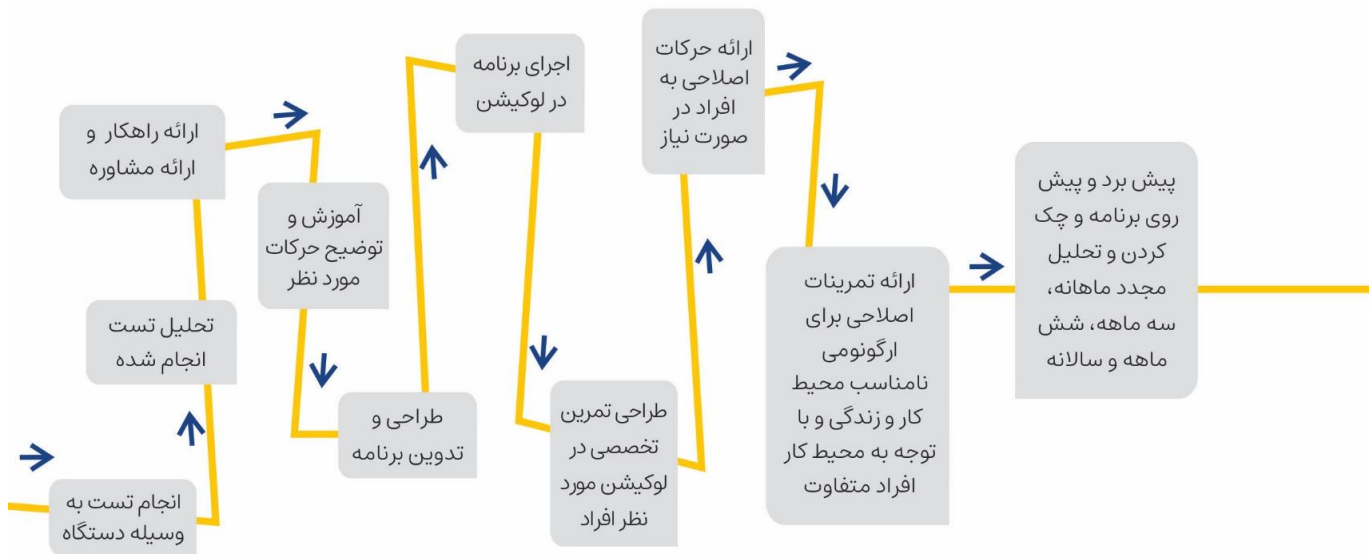 انجام تست به
وسیله دستگاه
تحلیل تست
انجام شده
ارائه راهکار و
ارائه مشاوره
آموزش و
توضیح حرکات
مورد نظر
طراحی و
تدوین برنامه
اجرای برنامه
در لوکیشن
طراحی تمرین
تخصصی در
لوکیشن مورد
نظر افراد
ارائه حرکات
اصلاحی به
افراد در
صورت نیاز
ارائه تمرینات
اصلاحی برای
ارگونومی
نامناسب محیط
کار و زندگی و با
توجه به محیط کار
افراد متفاوت
پیش برد و پیش
روی برنامه و چک
کردن و تحلیل
مجدد ماهانه،
سه ماهه، شش
ماهه و سالانه